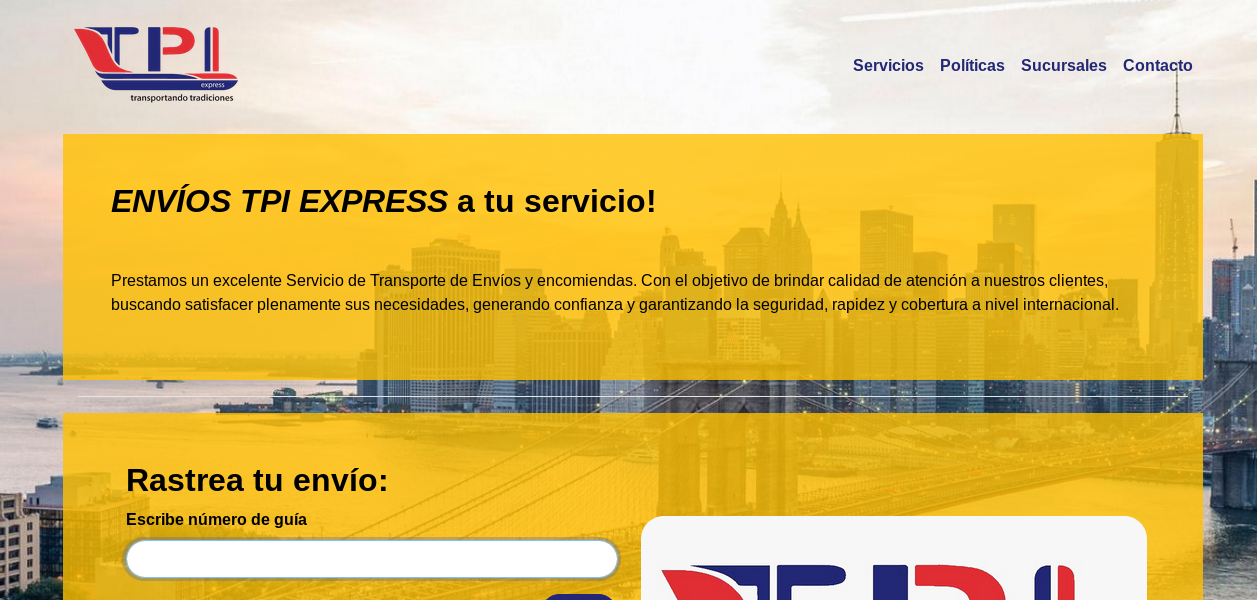 TPI
express
transportando tradiciones
Servicios Políticas Sucursales Contacto
ENVÍOS TPI EXPRESS a tu servicio!
Prestamos un excelente Servicio de Transporte de Envíos y encomiendas. Con el objetivo de brindar calidad de atención a nuestros clientes,
buscando satisfacer plenamente sus necesidades, generando confianza y garantizando la seguridad, rapidez y cobertura a nivel internacional.
Rastrea tu envío:
Escribe número de guía
TPI